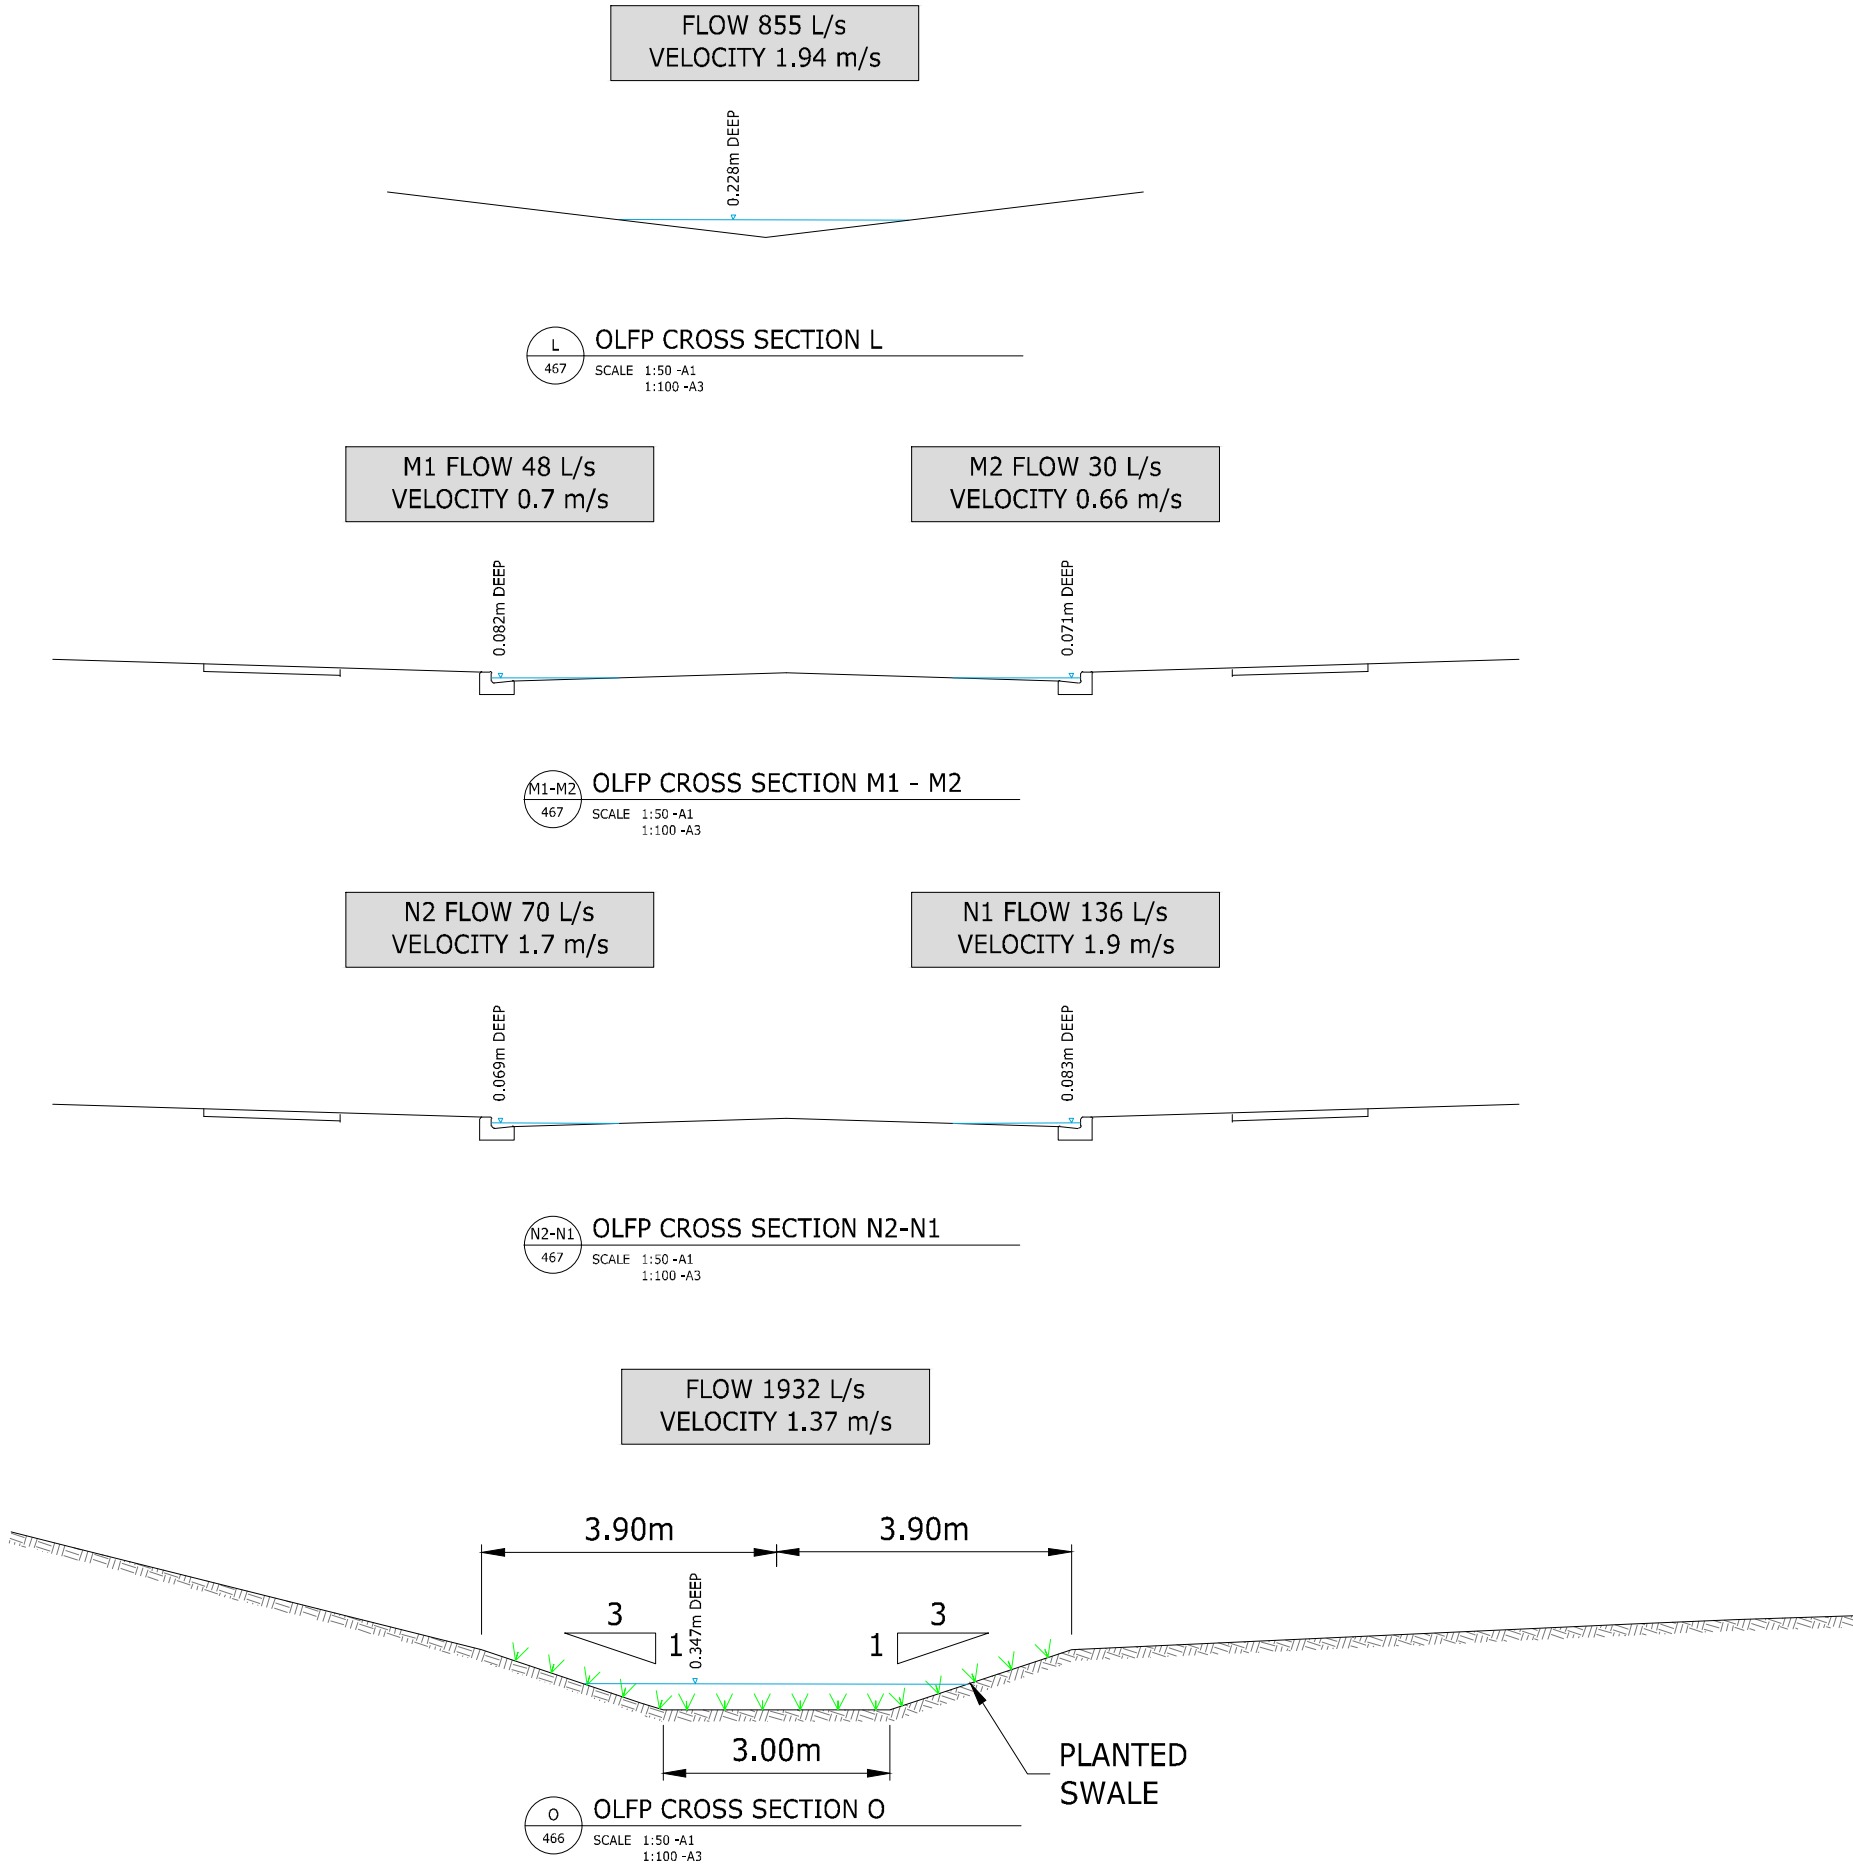 FLOW 855 L/s
VELOCITY 1.94 m/s
0.228m DEEP
L
467
OLFP CROSS SECTION L
SCALE 1:50 -A1
1:100 -A3
M1 FLOW 48 L/s
VELOCITY 0.7 m/s
M2 FLOW 30 L/s
VELOCITY 0.66 m/s
0.082m DEEP
0.071m DEEP
M1-M2
467
OLFP CROSS SECTION M1 - M2
SCALE 1:50 -A1
1:100 -A3
N2 FLOW 70 L/s
VELOCITY 1.7 m/s
N1 FLOW 136 L/s
VELOCITY 1.9 m/s
0.069m DEEP
0.083m DEEP
N2-N1
467
OLFP CROSS SECTION N2-N1
SCALE 1:50 -A1
1:100 -A3
FLOW 1932 L/s
VELOCITY 1.37 m/s
3.90m
3.90m
3
1
0.347m DEEP
3
1
3.00m
PLANTED
SWALE
O
466
OLFP CROSS SECTION O
SCALE 1:50 -A1
1:100 -A3